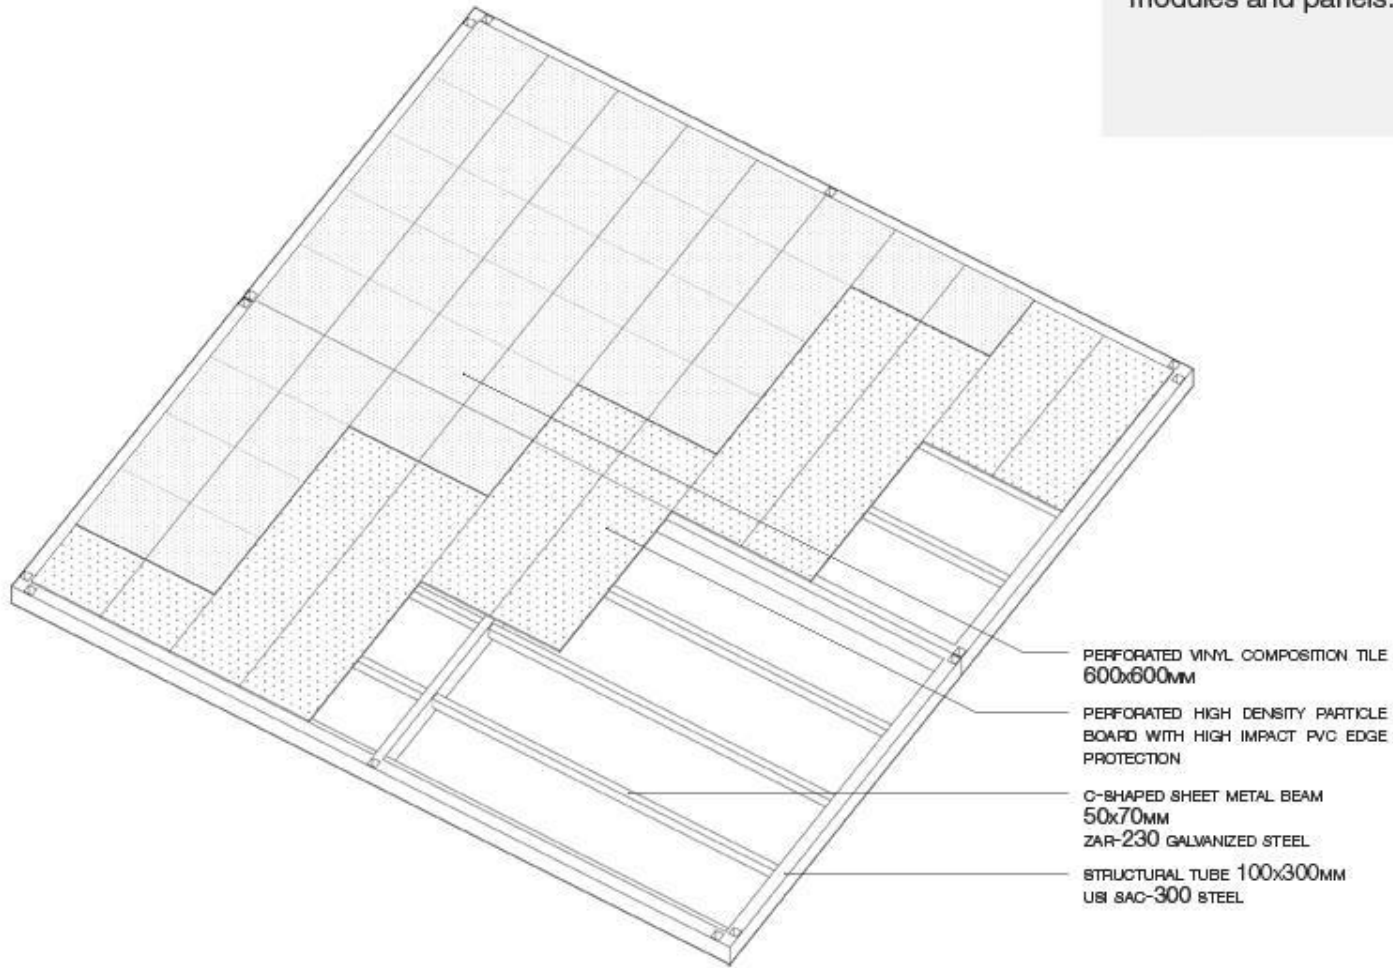 modules and panels.
PERFORATED VINYL COMPOSITION TILE
600x600MM
PERFORATED HIGH DENSITY PARTICLE
BOARD WITH HIGH IMPACT PVC EDGE
PROTECTION
C-SHAPED SHEET METAL BEAM
50x70MM
ZAR-230 GALVANIZED STEEL
STRUCTURAL TUBE 100x300MM
USI SAC-300 STEEL